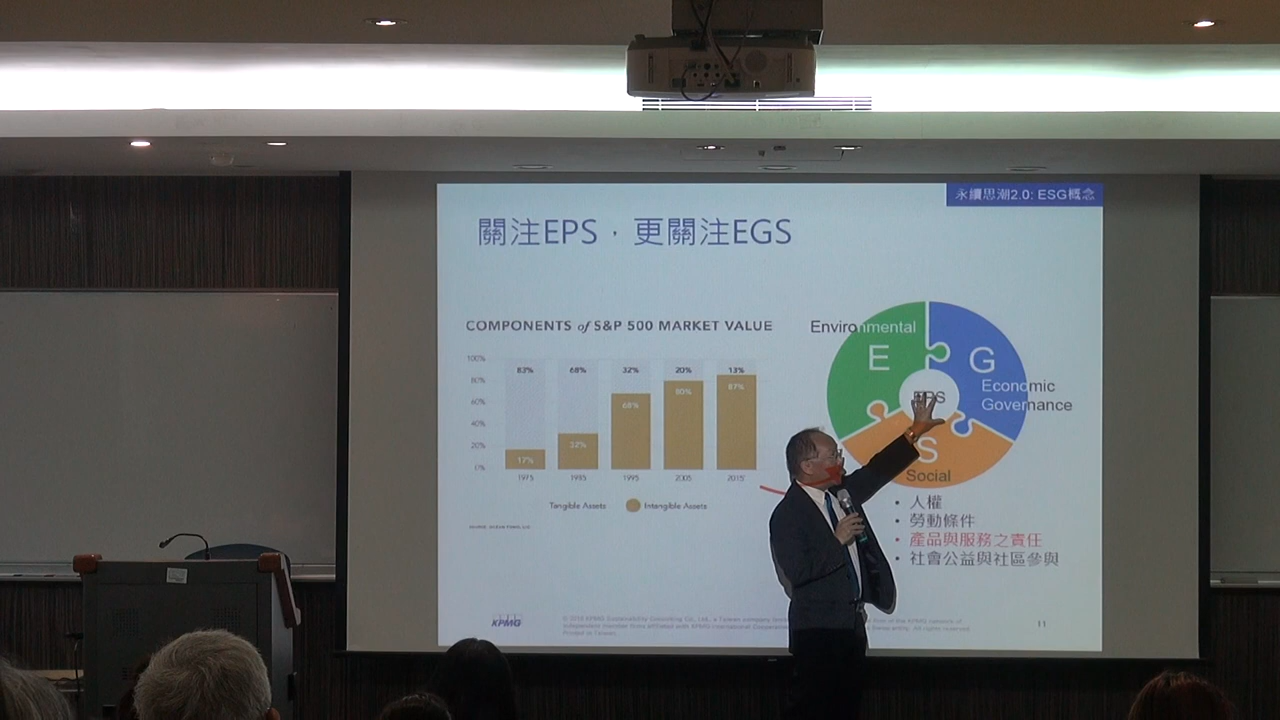 永續思潮2.0: ESG概念
關注EPS，更關注EGS
COMPONENTS of S&P 500 MARKET VALUE
100%
80%
60%
40%
20%
0%
83%
68%
32%
20%
13%
17%
32%
68%
80%
87%
1975
1985
1995
2005
2015'
Tangible Assets
Intangible Assets
Environmental
E
G
Economic
Governance
EPS
S
Social
• 人權
• 勞動條件
• 產品與服務之責任
• 社會公益與社區參與
KPMG
Printed in Taiwan.
11